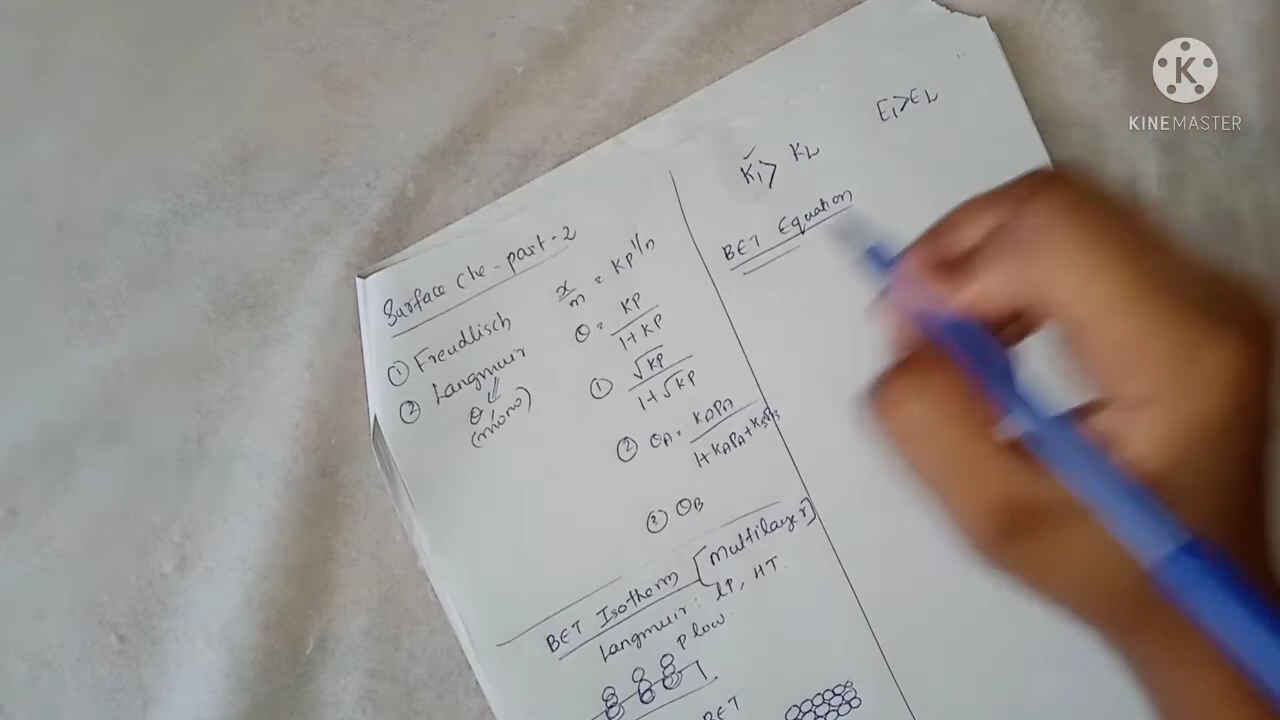 KINEMASTER
Surface Che - part-2
① Freudlisch x/m = KP^1/n
② Langmuir θ = KP/1+KP
θ
(mono)
① √KP/1+√KP
② θA = KAPA/1+KAPA+KBPB
② θB
BET Isotherm [Multilayer]
Langmuir: LP, HT.
P low.
BET
E1>EL
K1> KL
BET Equation